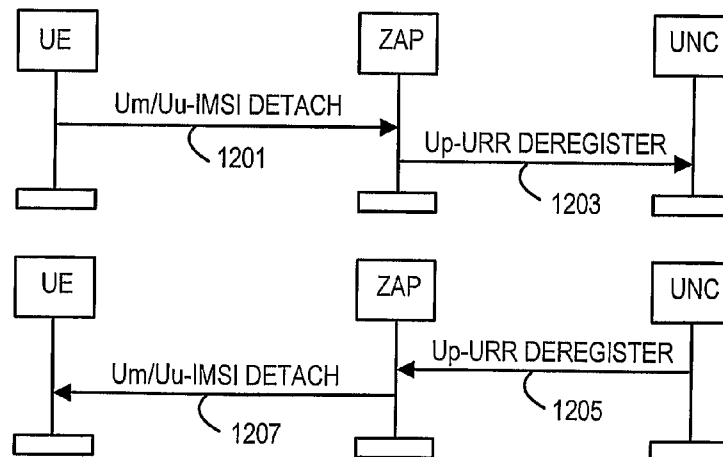 UE
ZAP
UNC
Um/Uu-IMSI DETACH
1201
Up-URR DEREGISTER
1203
UE
ZAP
UNC
Up-URR DEREGISTER
1205
Um/Uu-IMSI DETACH
1207